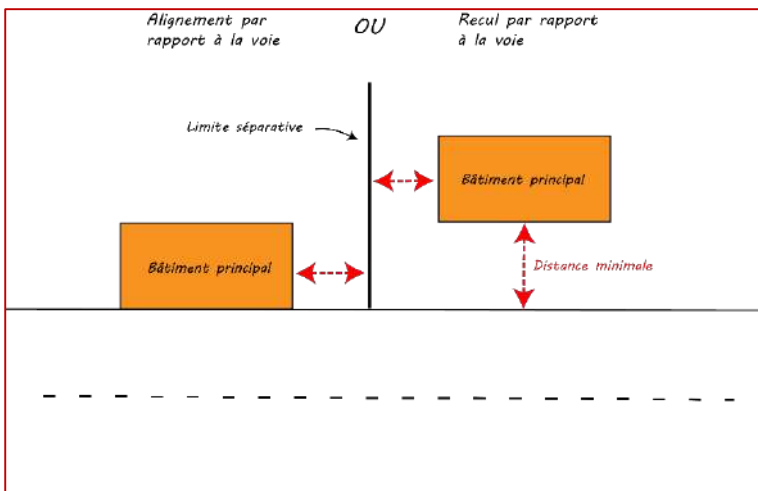 Alignement par
rapport à la voie
OU
Recul par rapport
à la voie
Limite séparative
Bâtiment principal
Bâtiment principal
Distance minimale